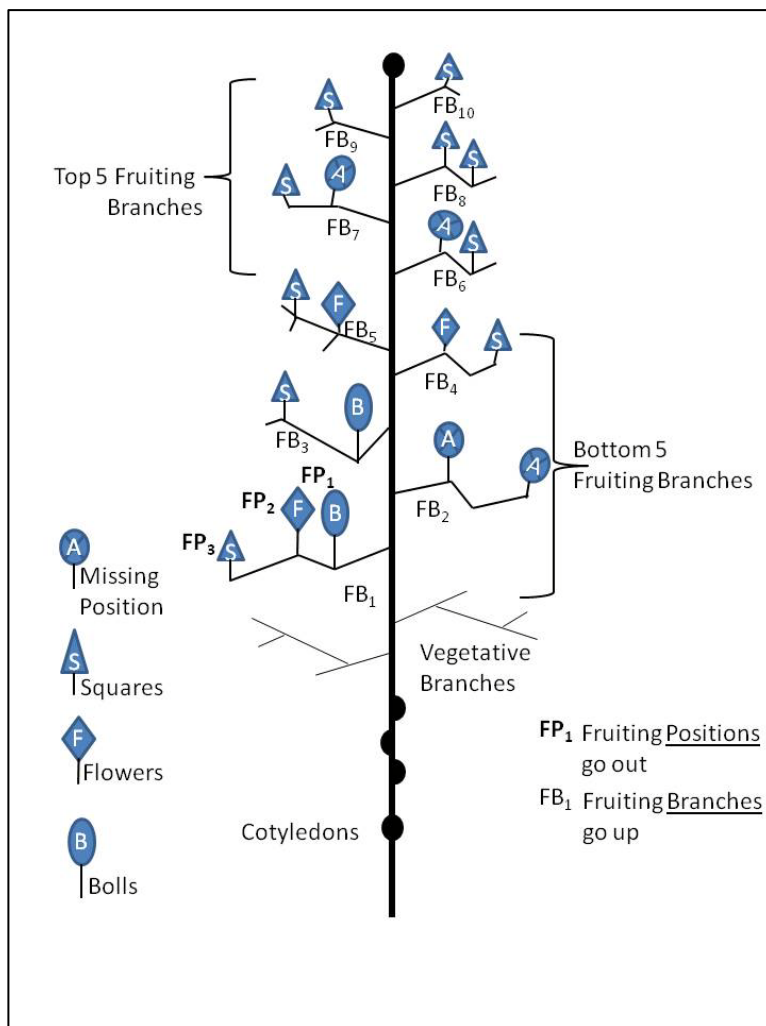 S
FB10
S
FB9
S
S
FB8
Top 5 Fruiting
Branches
S
A
FB7
A
S
FB6
S
F
FB5
F
S
FB4
S
B
FB3
Bottom 5
Fruiting Branches
A
A
FB2
FP1
FP2
FP3
S
F
B
FB1
A
Missing
Position
S
Squares
F
Flowers
B
Bolls
Vegetative
Branches
Cotyledons
FP1 Fruiting Positions
go out
FB1 Fruiting Branches
go up